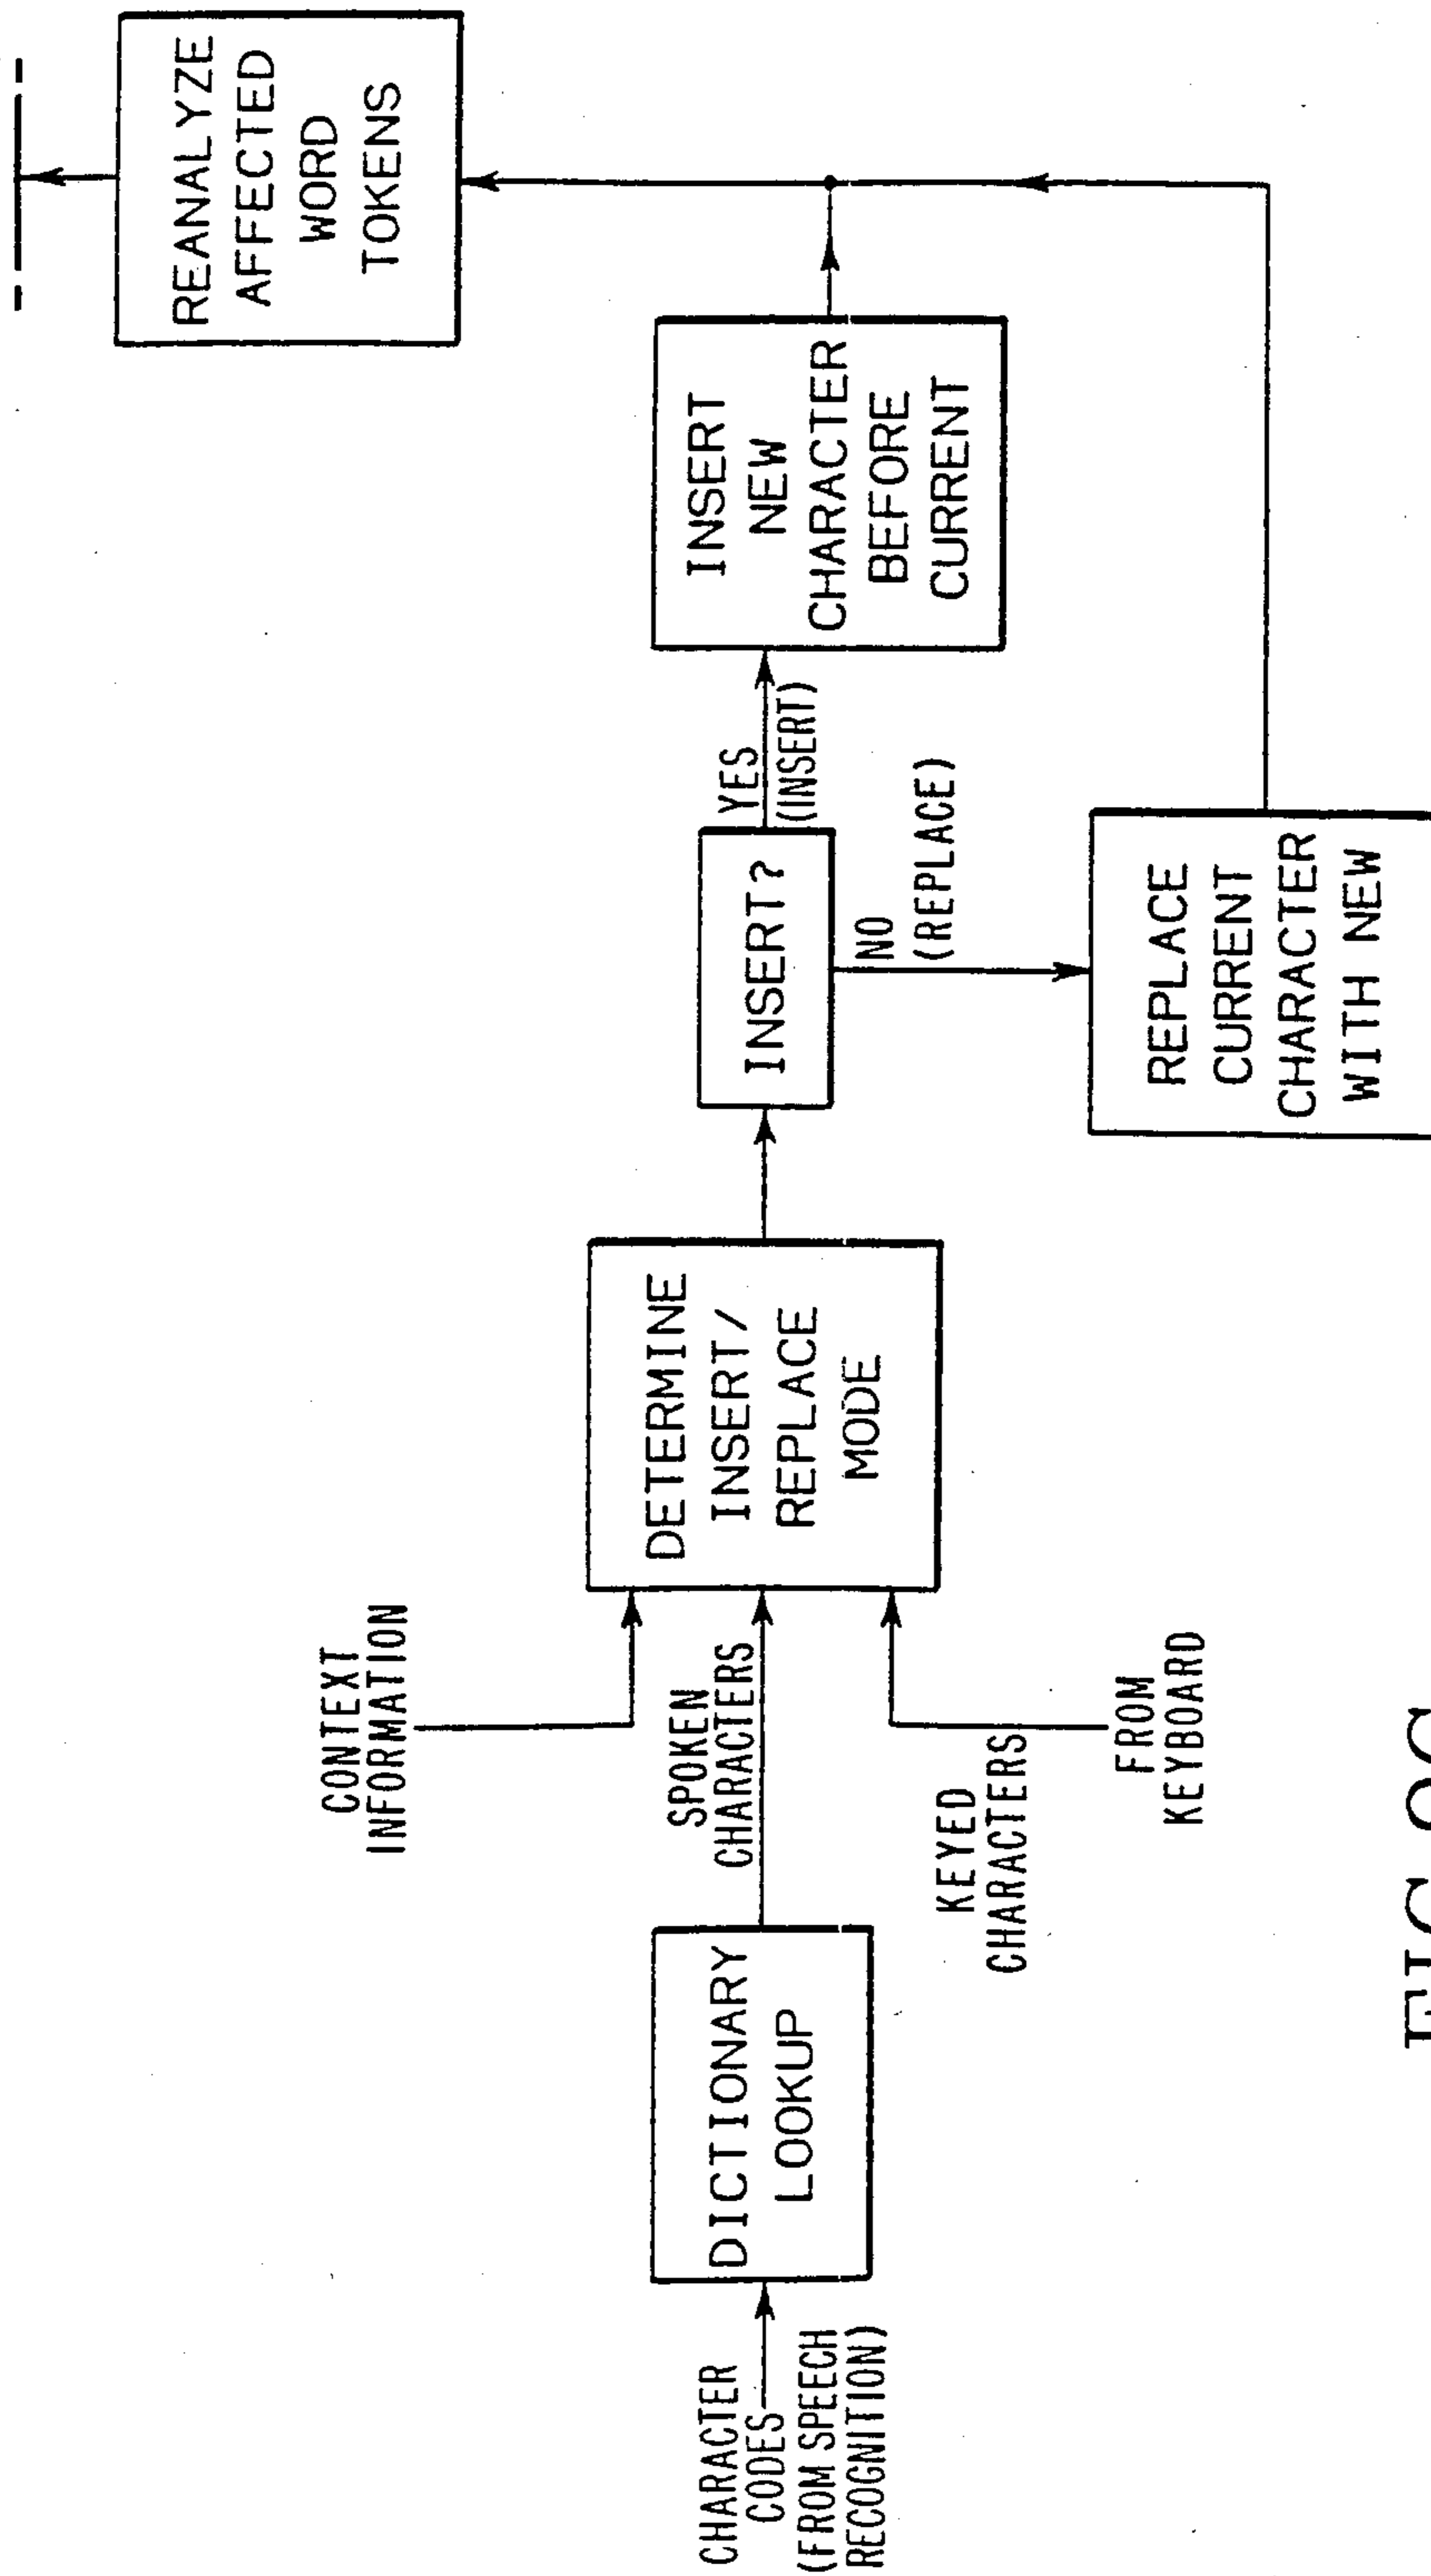 CHARACTER
CODES
(FROM SPEECH
RECOGNITION)
DICTIONARY
LOOKUP
CONTEXT
INFORMATION
SPOKEN
CHARACTERS
KEYED
CHARACTERS
FROM
KEYBOARD
DETERMINE
INSERT/
REPLACE
MODE
INSERT?
YES
(INSERT)
NO
(REPLACE)
INSERT
NEW
CHARACTER
BEFORE
CURRENT
REPLACE
CURRENT
CHARACTER
WITH NEW
REANALYZE
AFFECTED
WORD
TOKENS